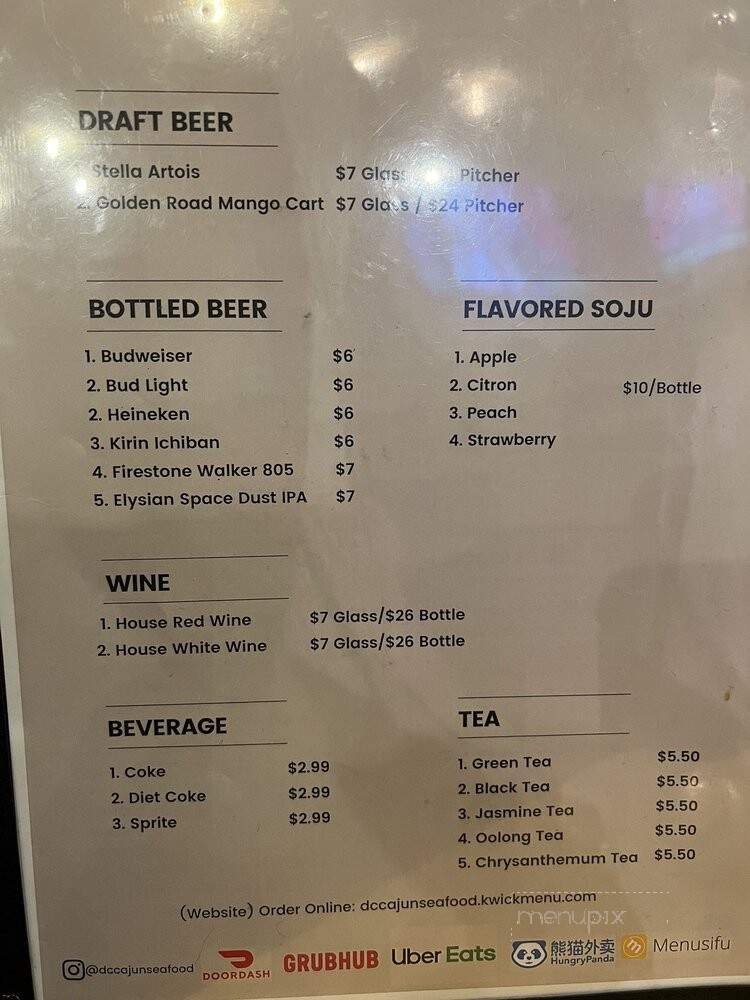 DRAFT BEER
Stella Artois $7 Glass Pitcher
2. Golden Road Mango Cart $7 Glass / $24 Pitcher
BOTTLED BEER
1. Budweiser $6
2. Bud Light $6
2. Heineken $6
3. Kirin Ichiban $6
4. Firestone Walker 805 $7
5. Elysian Space Dust IPA $7
FLAVORED SOJU
1. Apple
2. Citron $10/Bottle
3. Peach
4. Strawberry
WINE
1. House Red Wine $7 Glass/$26 Bottle
2. House White Wine $7 Glass/$26 Bottle
BEVERAGE
1. Coke $2.99
2. Diet Coke $2.99
3. Sprite $2.99
TEA
1. Green Tea $5.50
2. Black Tea $5.50
3. Jasmine Tea $5.50
4. Oolong Tea $5.50
5. Chrysanthemum Tea $5.50
(Website) Order Online: dccajunseafood.kwickmenu.com
menupix
@dccajunseafood DOORDASH GRUBHUB Uber Eats 熊猫外卖 HungryPanda Menusifu